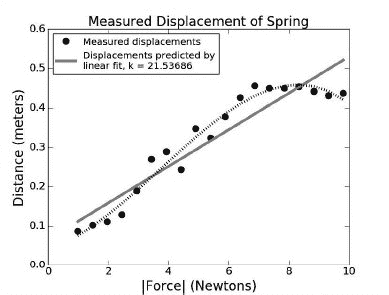 Measured Displacement of Spring
0.6
Measured displacements
Displacements predicted by
linear fit, k = 21.53686
0.5
0.4
0.3
0.2
0.1
0.0
Distance (meters)
0 2 4 6 8 10
|Force| (Newtons)